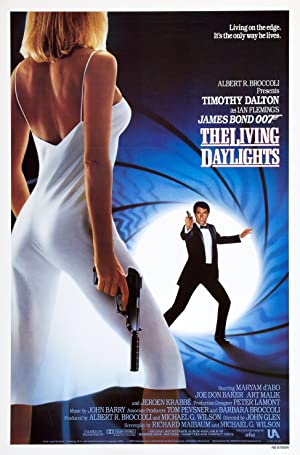 Living on the edge.
It's the only way he lives.
ALBERT R. BROCCOLI
Presents
TIMOTHY DALTON
as IAN FLEMING'S
JAMES BOND 007
THE LIVING
DAYLIGHTS
Starring MARYAM d'ABO
JOE DON BAKER ART MALIK
and JEROEN KRABBÉ Production Designer PETER LAMONT
Music by JOHN BARRY Associate Producers TOM PEVSNER and BARBARA BROCCOLI
Produced by ALBERT R. BROCCOLI and MICHAEL G. WILSON Directed by JOHN GLEN
Screenplay by RICHARD MAIBAUM and MICHAEL G. WILSON